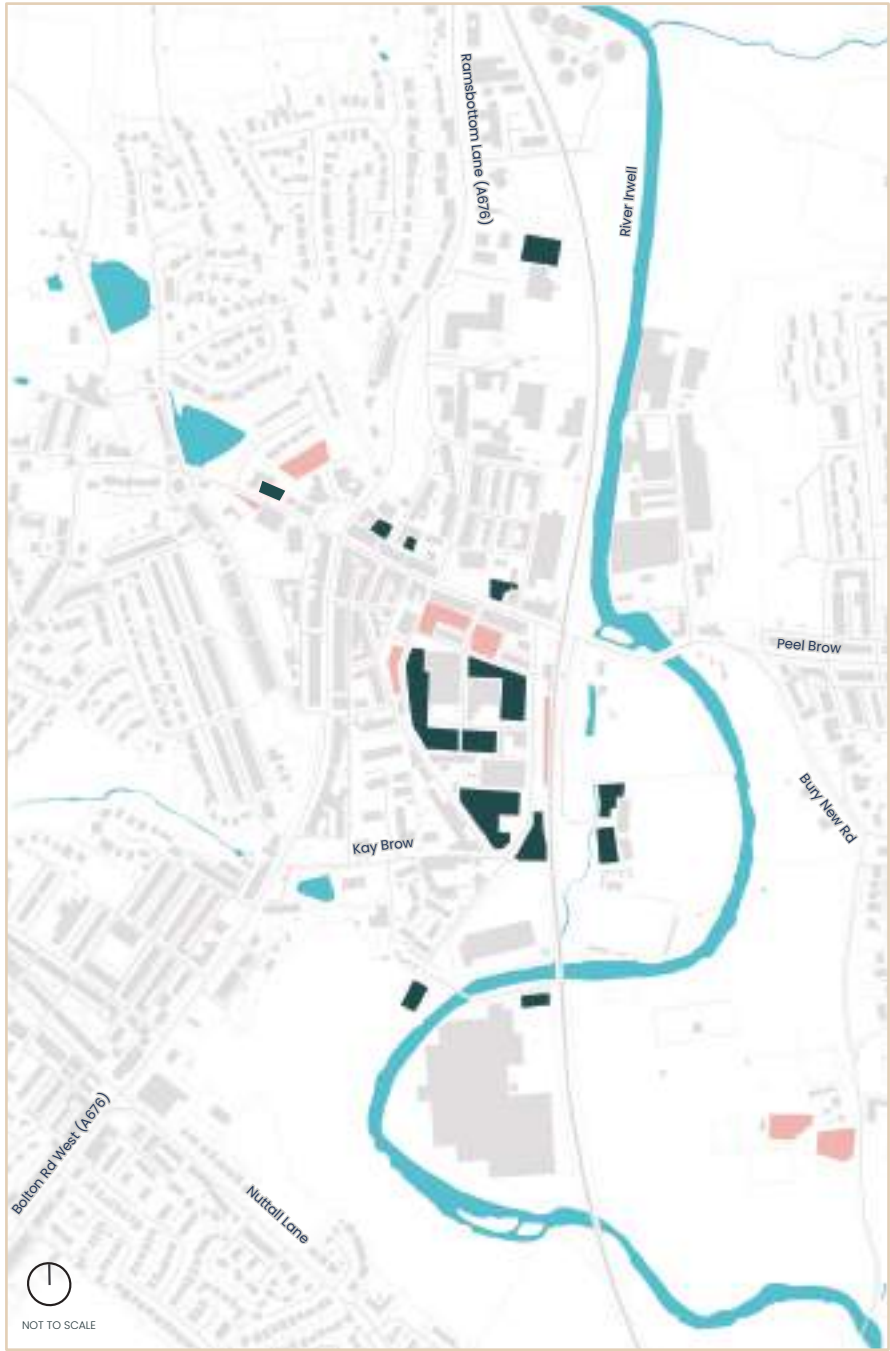 Ramsbottom Lane (A676)
River Irwell
Peel Brow
Bury New Rd
Kay Brow
Bolton Rd West (A676)
Nuttall Lane
NOT TO SCALE